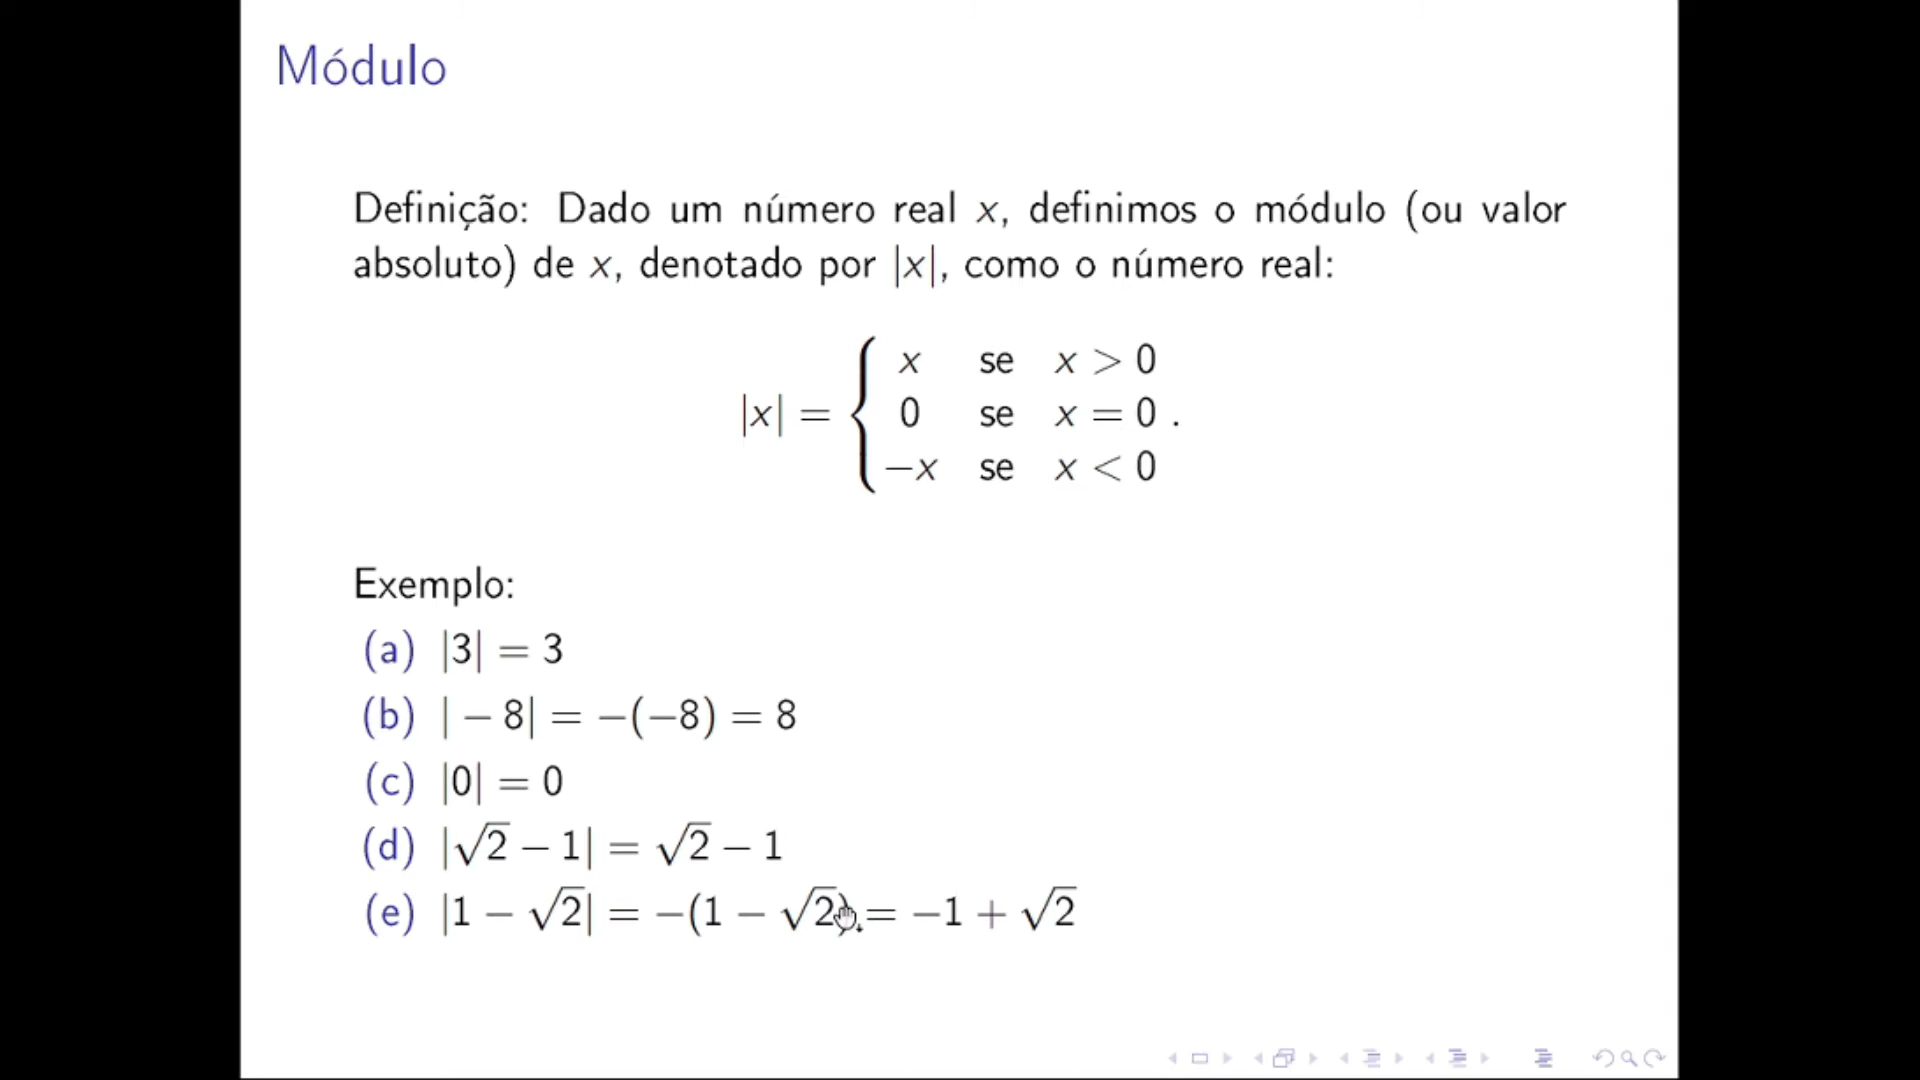 Módulo
Definição: Dado um número real x, definimos o módulo (ou valor
absoluto) de x, denotado por |x|, como o número real:
|x| = { x se x > 0
0 se x = 0 .
−x se x < 0
Exemplo:
(a) |3| = 3
(b) | − 8| = −(−8) = 8
(c) |0| = 0
(d) |√2 − 1| = √2 − 1
(e) |1 − √2| = −(1 − √2) = −1 + √2